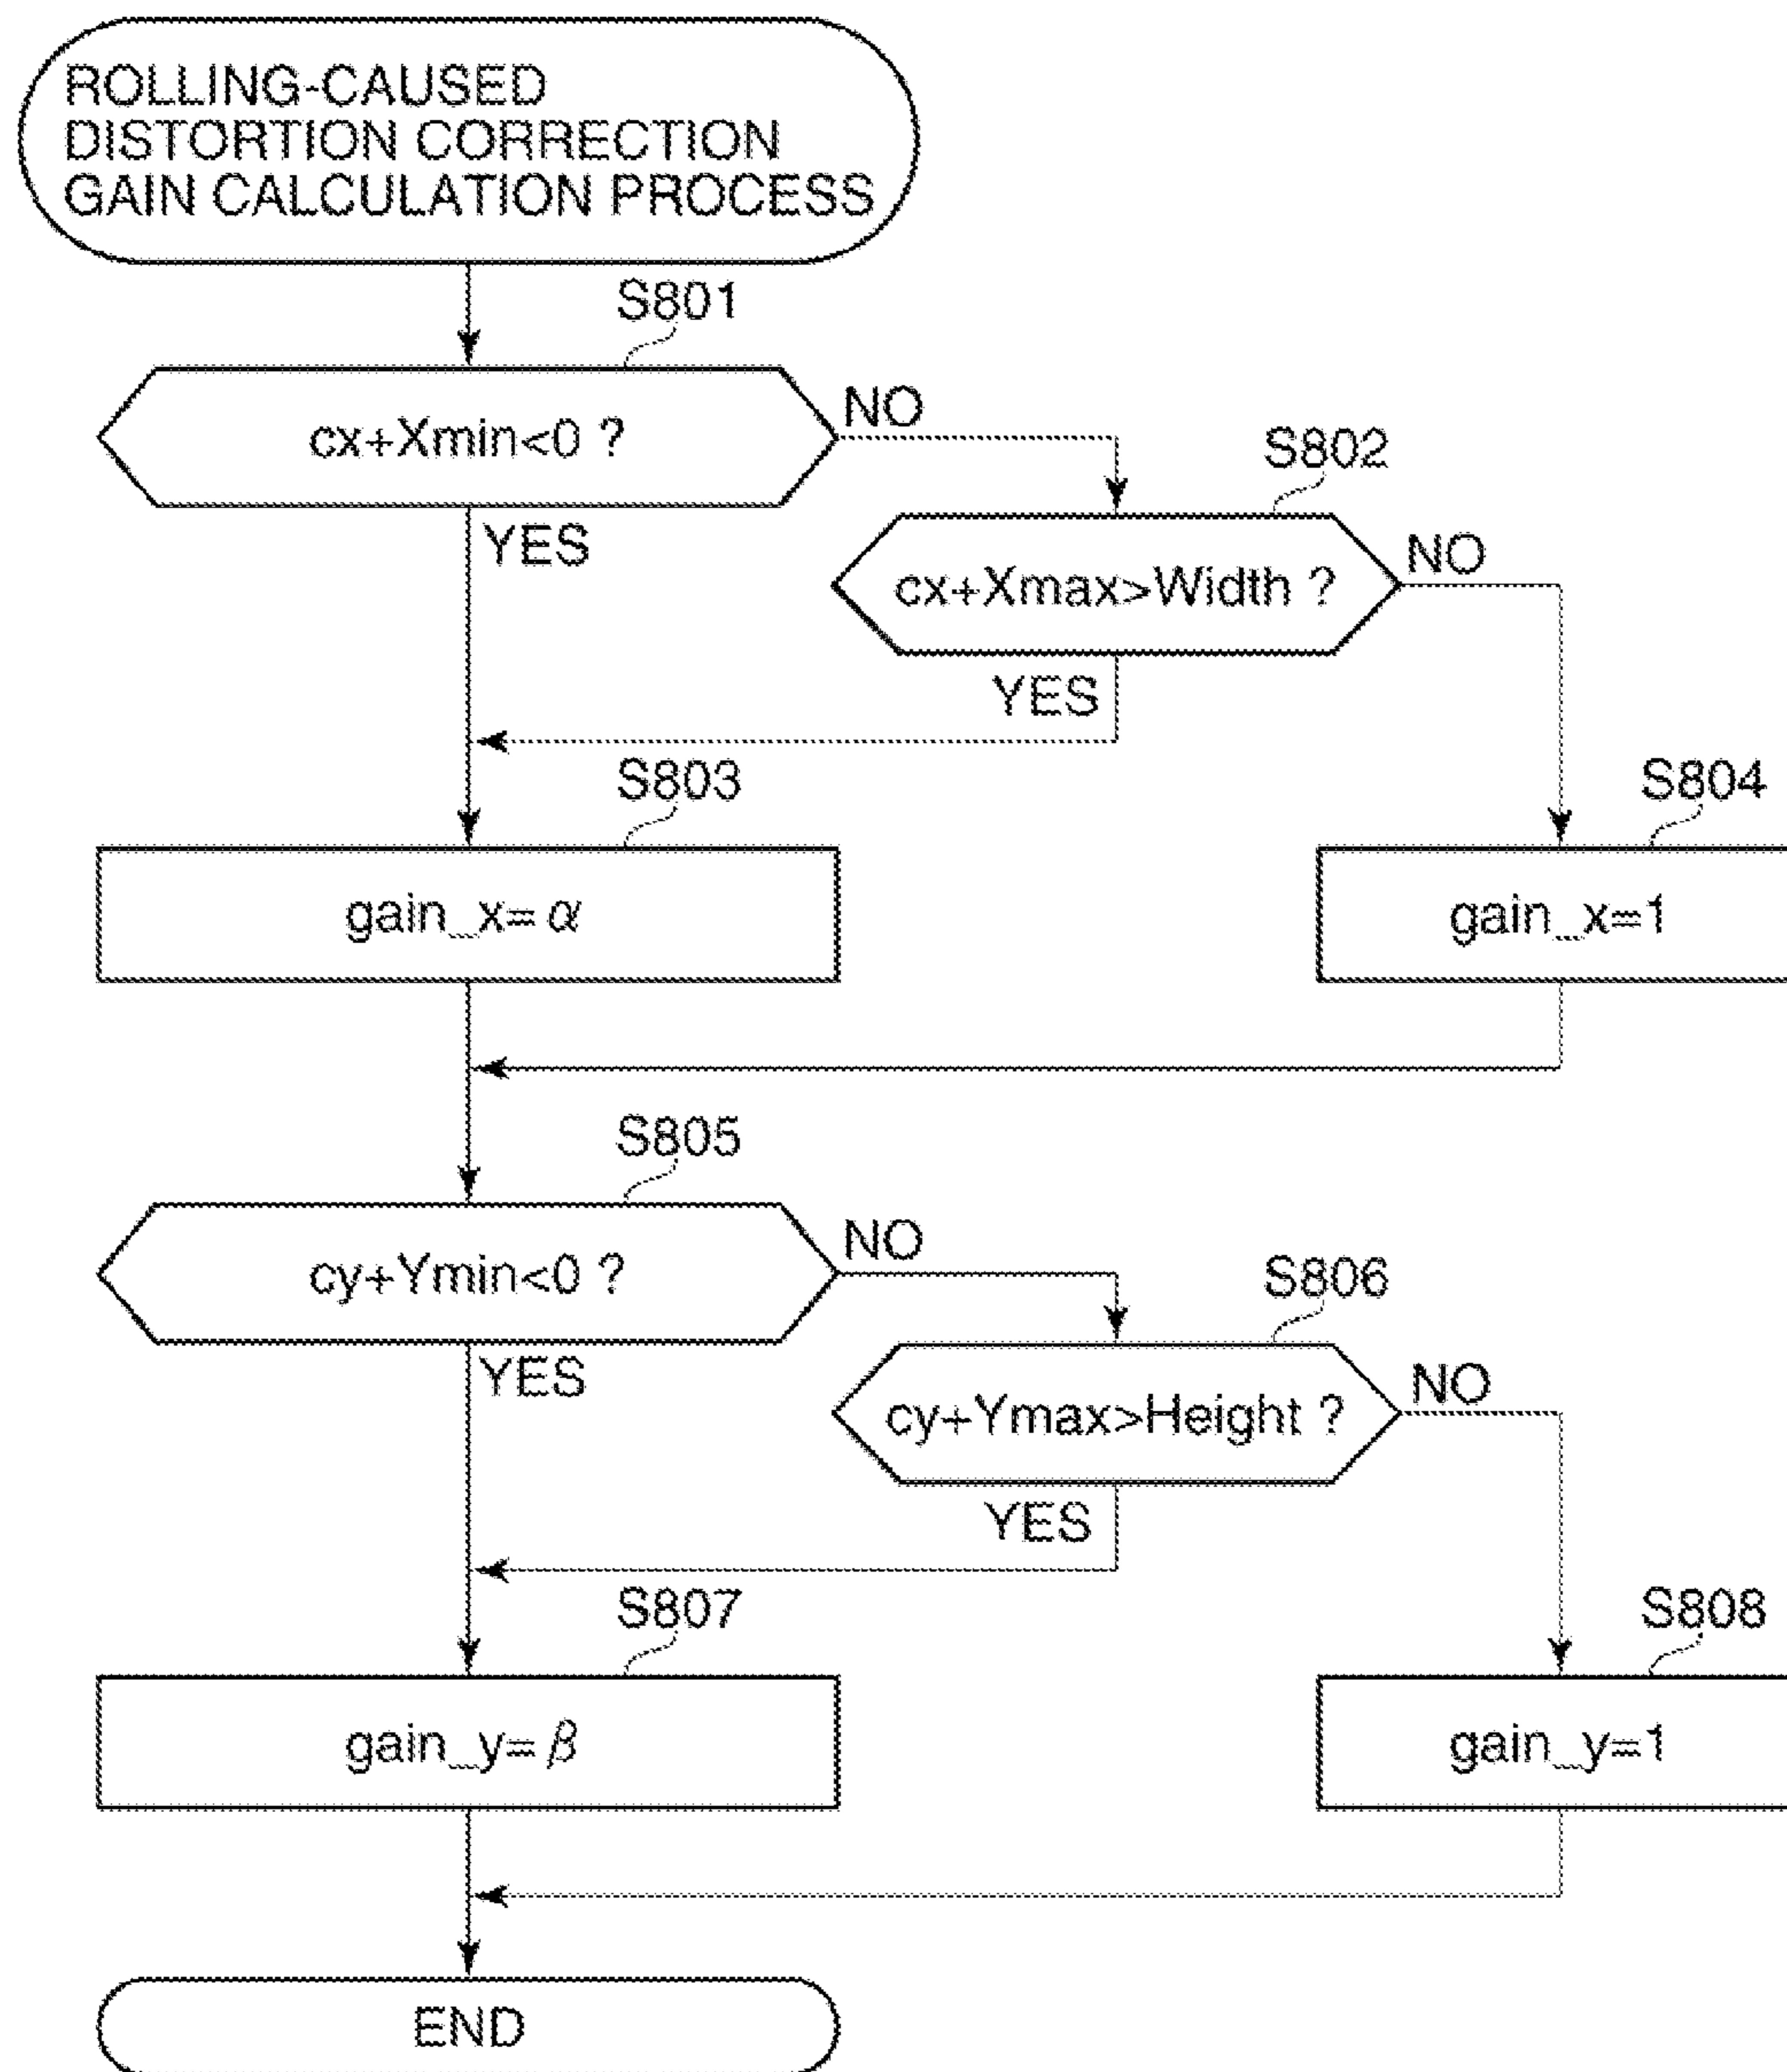 ROLLING-CAUSED
DISTORTION CORRECTION
GAIN CALCULATION PROCESS
S801
cx+Xmin<0 ?
NO
YES
S802
cx+Xmax>Width ?
NO
YES
S803
gain_x=α
S804
gain_x=1
S805
cy+Ymin<0 ?
NO
YES
S806
cy+Ymax>Height ?
NO
YES
S807
gain_y=β
S808
gain_y=1
END